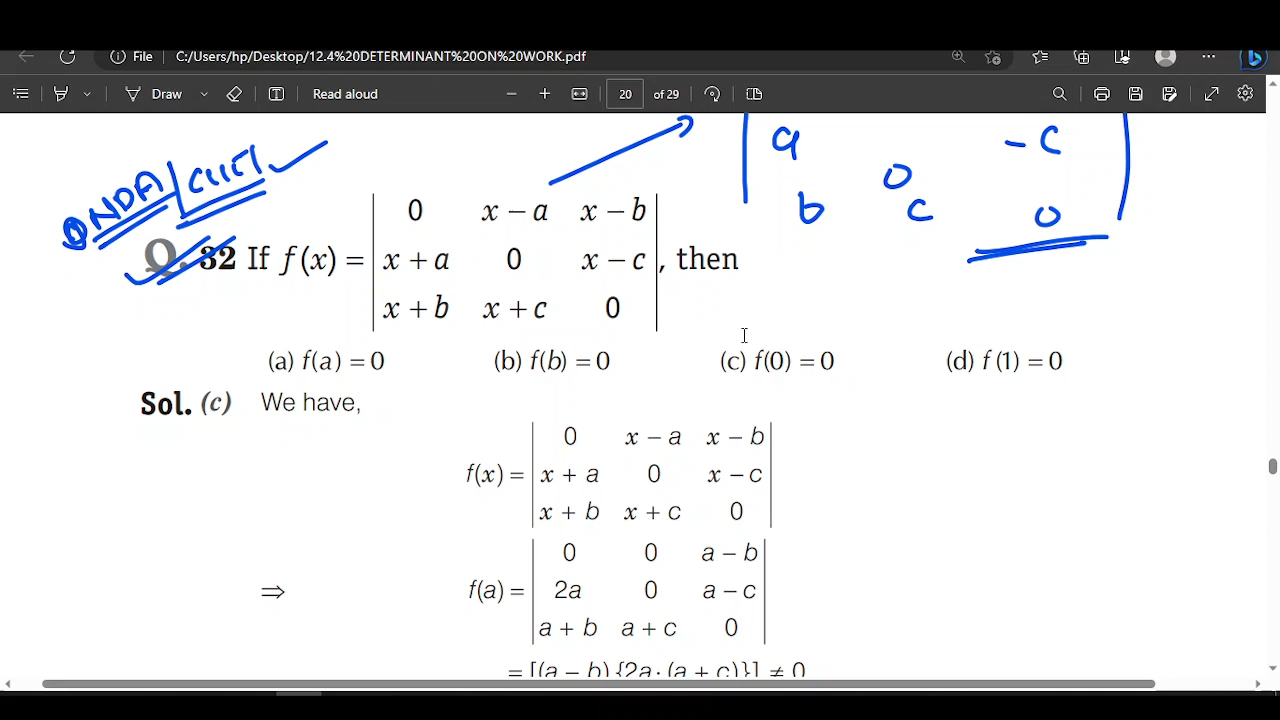 File C:/Users/hp/Desktop/12.4%20DETERMINANT%20ON%20WORK.pdf
Draw Read aloud 20 of 29
a -c
0
b c 0
NDA/CUET
Q. 32 If f(x) = | 0 x − a x − b |
| x + a 0 x − c | , then
| x + b x + c 0 |
(a) f(a) = 0 (b) f(b) = 0 (c) f(0) = 0 (d) f(1) = 0
Sol. (c) We have,
f(x) = | 0 x − a x − b |
| x + a 0 x − c |
| x + b x + c 0 |
⇒ f(a) = | 0 0 a − b |
| 2a 0 a − c |
| a + b a + c 0 |
= [(a − b) {2a · (a + c)}] ≠ 0